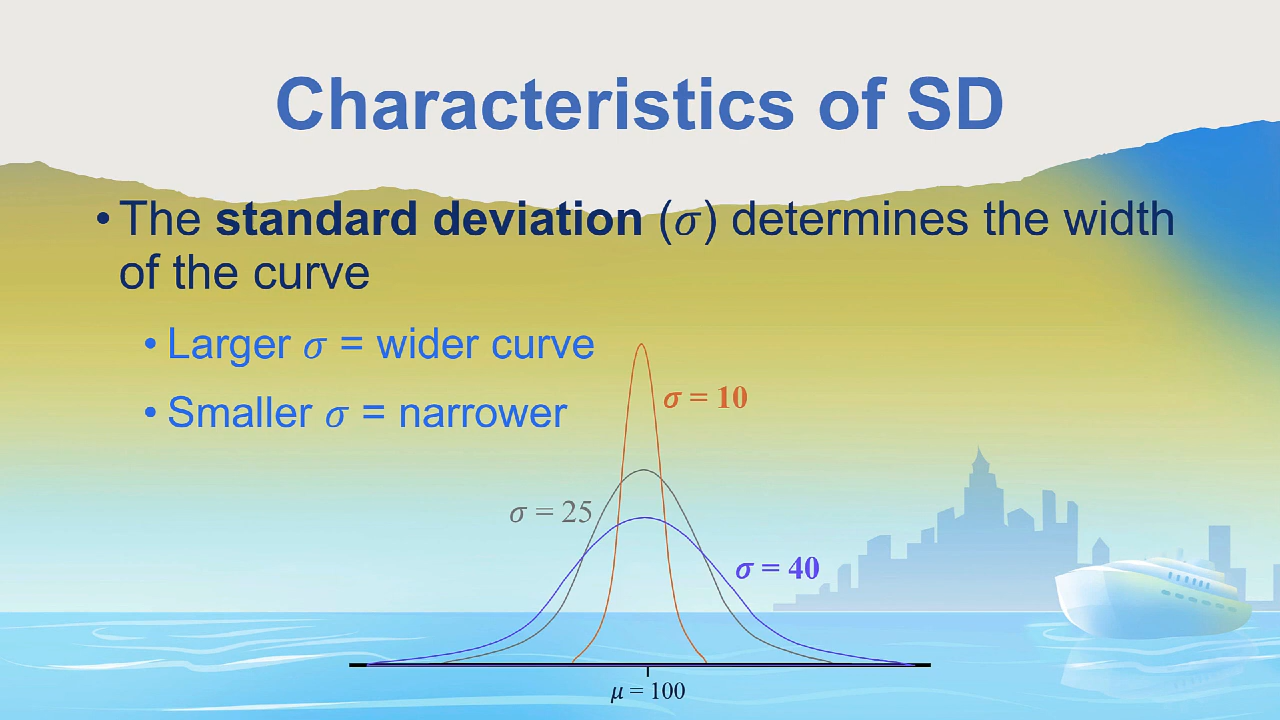 Characteristics of SD
• The standard deviation (σ) determines the width
of the curve
• Larger σ = wider curve
• Smaller σ = narrower
σ = 10
σ = 25
σ = 40
μ = 100